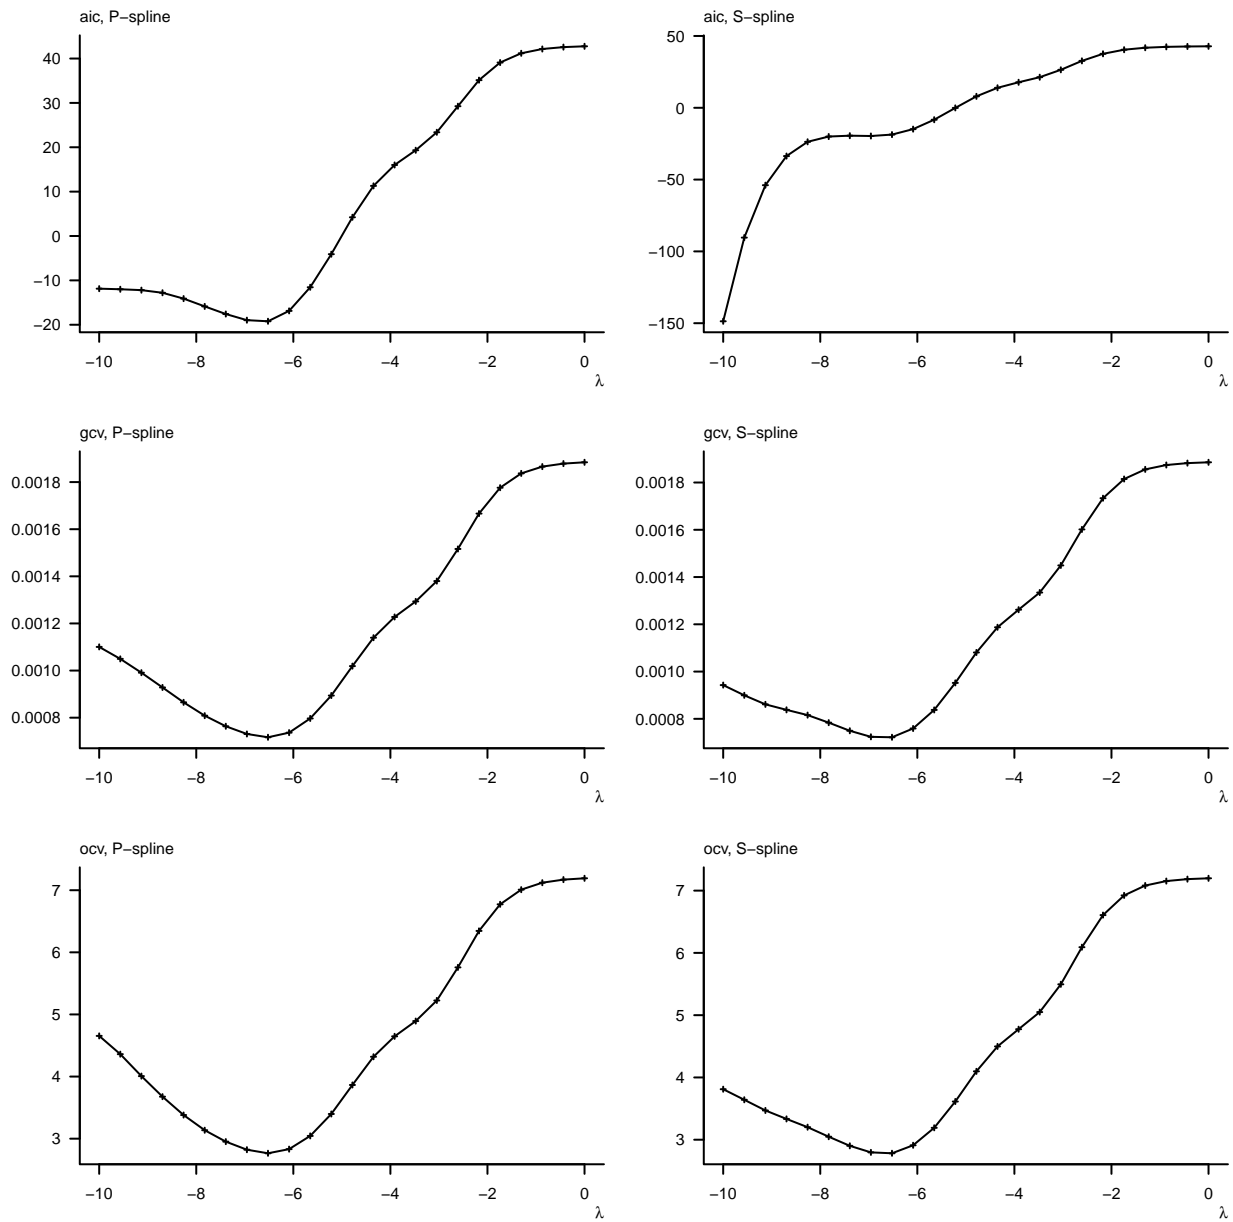 aic, P−spline
40
30
20
10
0
−10
−20
−10 −8 −6 −4 −2 0
λ
aic, S−spline
50
0
−50
−100
−150
−10 −8 −6 −4 −2 0
λ
gcv, P−spline
0.0018
0.0016
0.0014
0.0012
0.0010
0.0008
−10 −8 −6 −4 −2 0
λ
gcv, S−spline
0.0018
0.0016
0.0014
0.0012
0.0010
0.0008
−10 −8 −6 −4 −2 0
λ
ocv, P−spline
7
6
5
4
3
−10 −8 −6 −4 −2 0
λ
ocv, S−spline
7
6
5
4
3
−10 −8 −6 −4 −2 0
λ